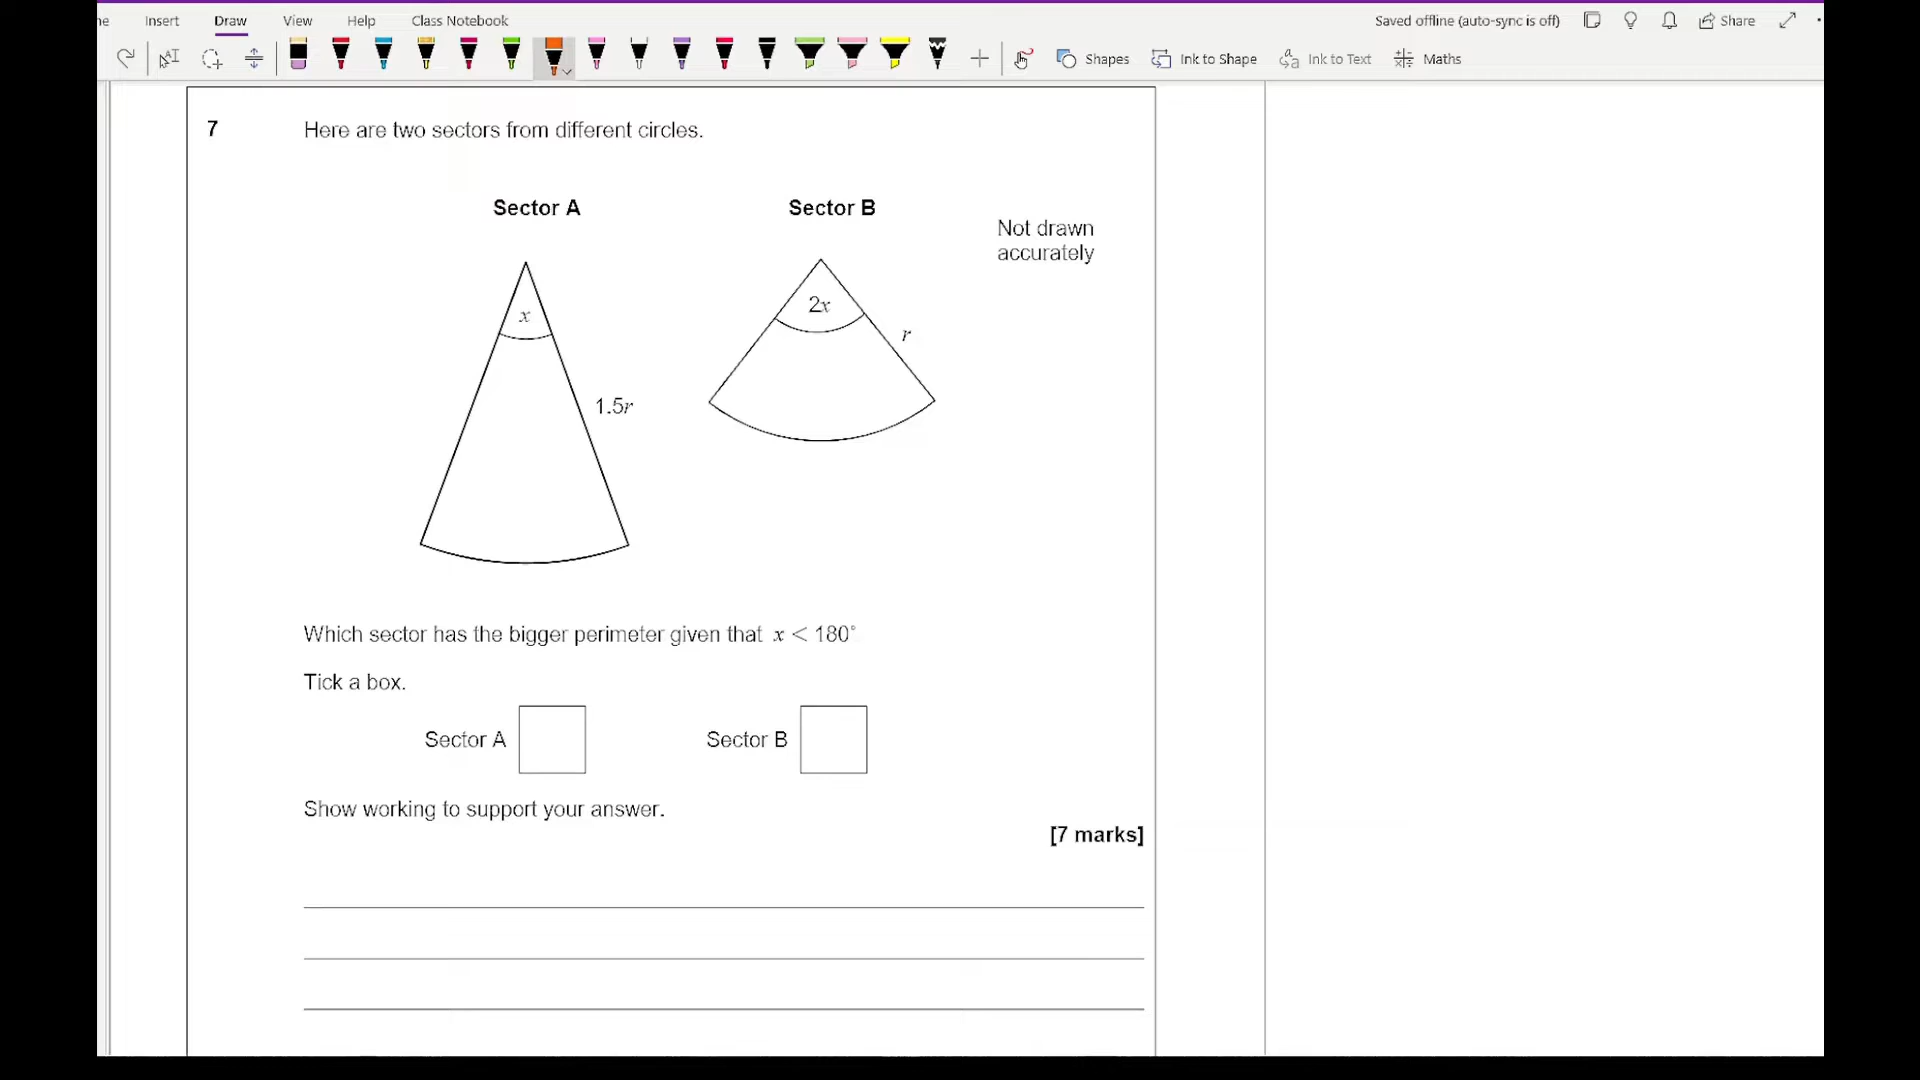 Insert Draw View Help Class Notebook Saved offline (auto-sync is off) Share
Shapes Ink to Shape Ink to Text Maths
7 Here are two sectors from different circles.
Sector A Sector B
Not drawn
accurately
x
2x
r
1.5r
Which sector has the bigger perimeter given that x < 180°
Tick a box.
Sector A Sector B
Show working to support your answer.
[7 marks]